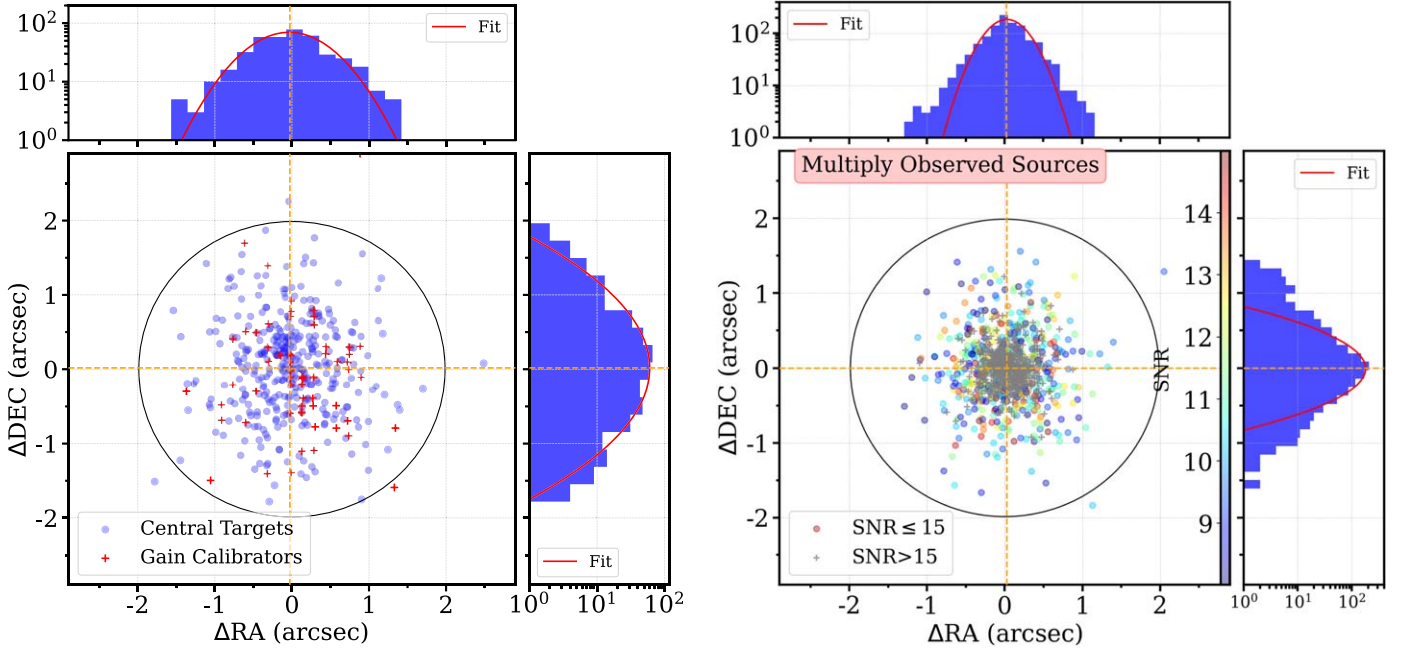 10²
10¹
10⁰
Fit
2
1
0
-1
-2
ΔDEC (arcsec)
Central Targets
Gain Calibrators
-2
-1
0
1
2
ΔRA (arcsec)
Fit
10⁰
10¹
10²
10²
10¹
10⁰
Fit
Multiply Observed Sources
2
1
0
-1
-2
ΔDEC (arcsec)
SNR ≤ 15
SNR>15
-2
-1
0
1
2
ΔRA (arcsec)
SNR
14
13
12
11
10
9
Fit
10⁰
10¹
10²